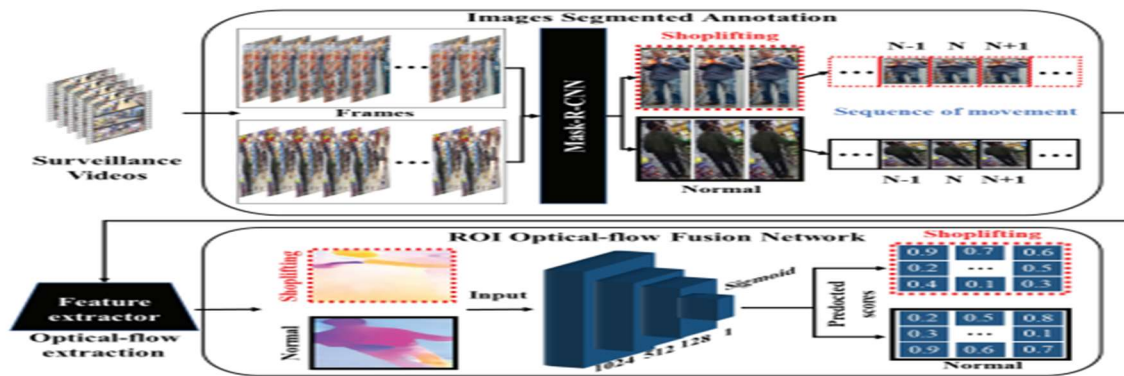 Images Segmented Annotation
Surveillance
Videos
Frames
Mask-R-CNN
Shoplifting
Normal
N-1 N N+1
Sequence of movement
N-1 N N+1
Feature
extractor
Optical-flow
extraction
ROI Optical-flow Fusion Network
Shoplifting
Normal
Input
1024 512 128 1
Sigmoid
Predocted
scores
Shoplifting
0.9 0.7 0.6
0.2 ... 0.5
0.4 0.1 0.3
0.2 0.5 0.8
0.3 ... 0.1
0.9 0.6 0.7
Normal